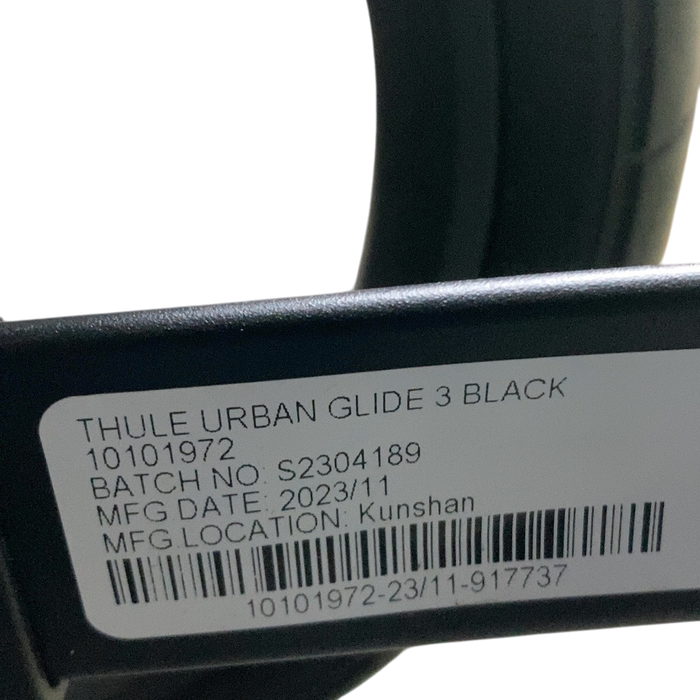 THULE URBAN GLIDE 3 BLACK
10101972
BATCH NO: S2304189
MFG DATE: 2023/11
MFG LOCATION: Kunshan
10101972-23/11-917737